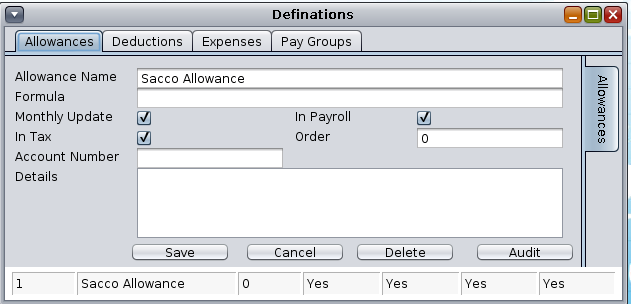 Definations
Allowances Deductions Expenses Pay Groups
Allowance Name Sacco Allowance
Formula
Monthly Update In Payroll
In Tax Order 0
Account Number
Details
Allowances
Save Cancel Delete Audit
1 Sacco Allowance 0 Yes Yes Yes Yes